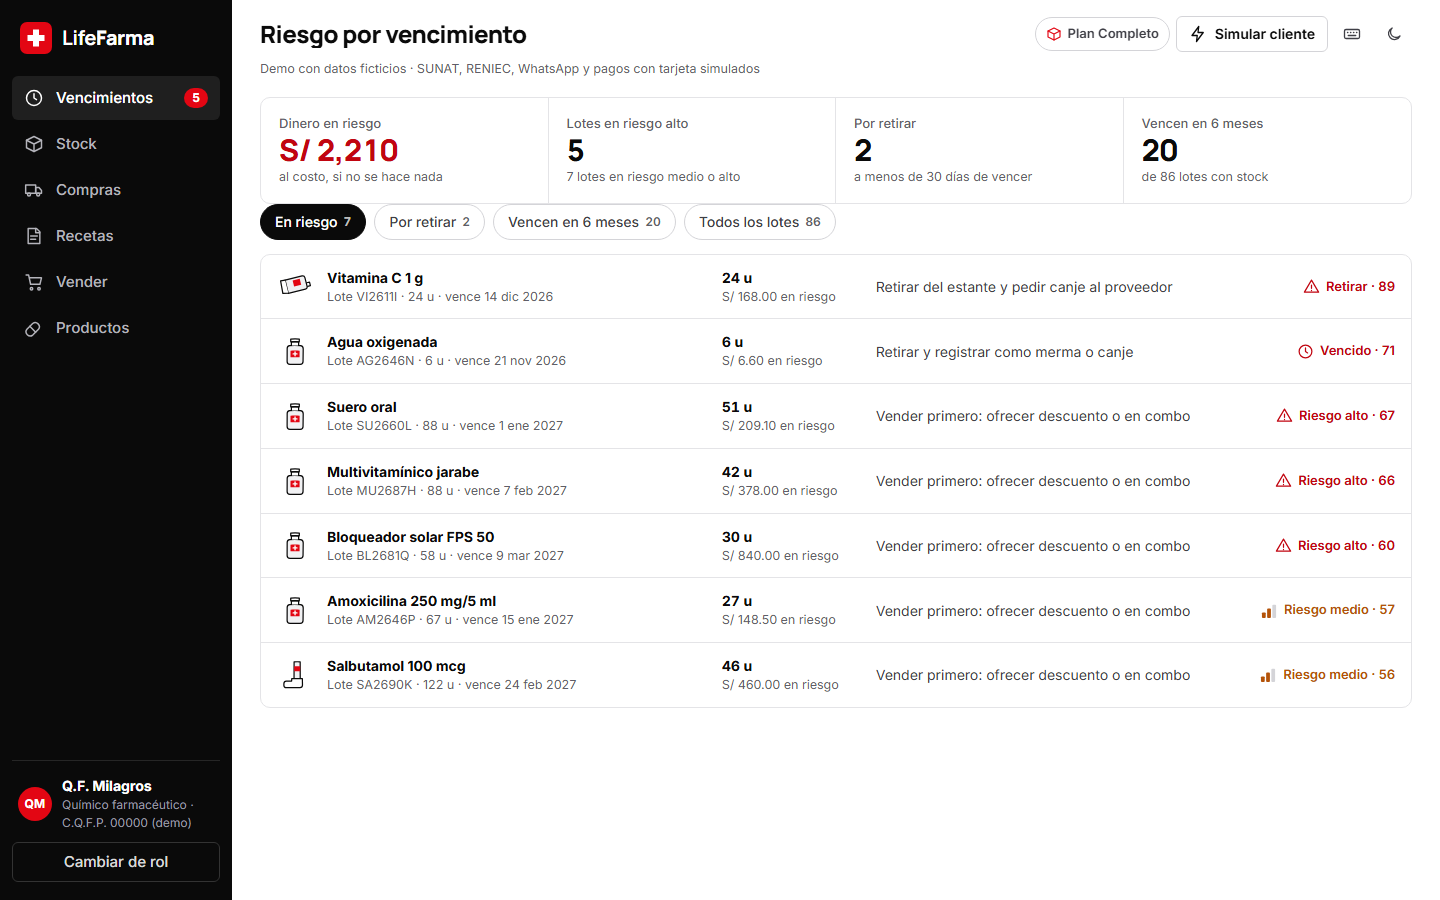 LifeFarma
Vencimientos 5
Stock
Compras
Recetas
Vender
Productos
QM
Q.F. Milagros
Químico farmacéutico ·
C.Q.F.P. 00000 (demo)
Cambiar de rol
Riesgo por vencimiento
Plan Completo
Simular cliente
Demo con datos ficticios · SUNAT, RENIEC, WhatsApp y pagos con tarjeta simulados
Dinero en riesgo
S/ 2,210
al costo, si no se hace nada
Lotes en riesgo alto
5
7 lotes en riesgo medio o alto
Por retirar
2
a menos de 30 días de vencer
Vencen en 6 meses
20
de 86 lotes con stock
En riesgo 7
Por retirar 2
Vencen en 6 meses 20
Todos los lotes 86
Vitamina C 1 g
Lote VI2611I · 24 u · vence 14 dic 2026
24 u
S/ 168.00 en riesgo
Retirar del estante y pedir canje al proveedor
Retirar · 89
Agua oxigenada
Lote AG2646N · 6 u · vence 21 nov 2026
6 u
S/ 6.60 en riesgo
Retirar y registrar como merma o canje
Vencido · 71
Suero oral
Lote SU2660L · 88 u · vence 1 ene 2027
51 u
S/ 209.10 en riesgo
Vender primero: ofrecer descuento o en combo
Riesgo alto · 67
Multivitamínico jarabe
Lote MU2687H · 88 u · vence 7 feb 2027
42 u
S/ 378.00 en riesgo
Vender primero: ofrecer descuento o en combo
Riesgo alto · 66
Bloqueador solar FPS 50
Lote BL2681Q · 58 u · vence 9 mar 2027
30 u
S/ 840.00 en riesgo
Vender primero: ofrecer descuento o en combo
Riesgo alto · 60
Amoxicilina 250 mg/5 ml
Lote AM2646P · 67 u · vence 15 ene 2027
27 u
S/ 148.50 en riesgo
Vender primero: ofrecer descuento o en combo
Riesgo medio · 57
Salbutamol 100 mcg
Lote SA2690K · 122 u · vence 24 feb 2027
46 u
S/ 460.00 en riesgo
Vender primero: ofrecer descuento o en combo
Riesgo medio · 56